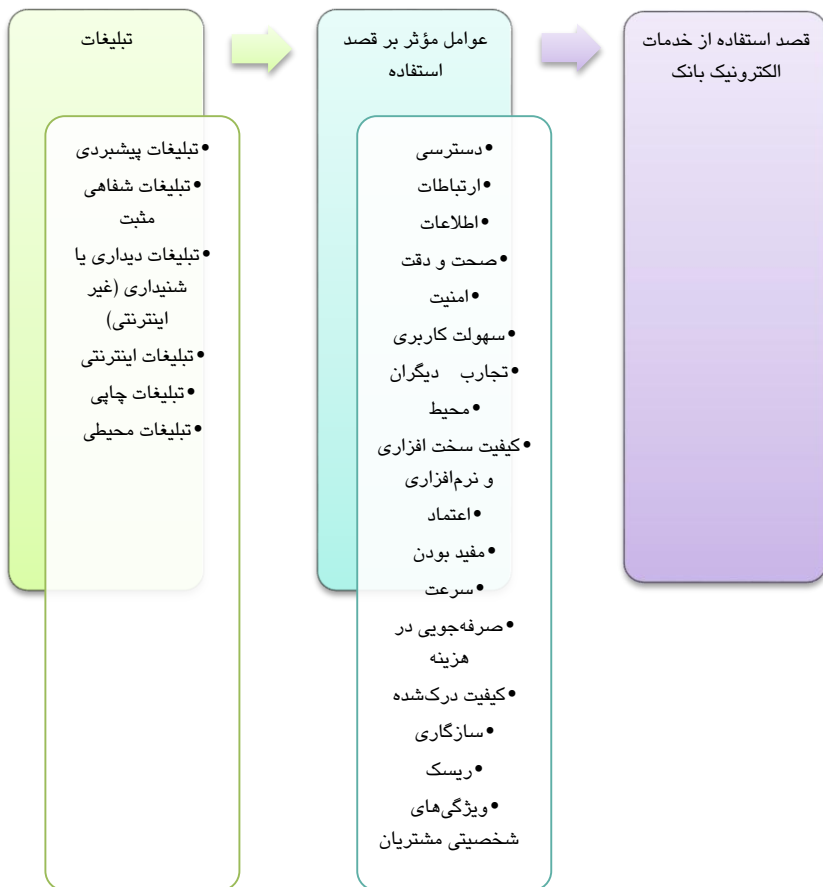 تبلیغات
• تبلیغات پیشبردی
• تبلیغات شفاهی
مثبت
• تبلیغات دیداری یا
شنیداری (غیر
اینترنتی)
• تبلیغات اینترنتی
• تبلیغات چاپی
• تبلیغات محیطی
عوامل مؤثر بر قصد
استفاده
• دسترسی
• ارتباطات
• اطلاعات
• صحت و دقت
• امنیت
• سهولت کاربری
• تجارب دیگران
• محیط
• کیفیت سخت افزاری
و نرم‌افزاری
• اعتماد
• مفید بودن
• سرعت
• صرفه‌جویی در
هزینه
• کیفیت درک‌شده
• سازگاری
• ریسک
• ویژگی‌های
شخصیتی مشتریان
قصد استفاده از خدمات
الکترونیک بانک